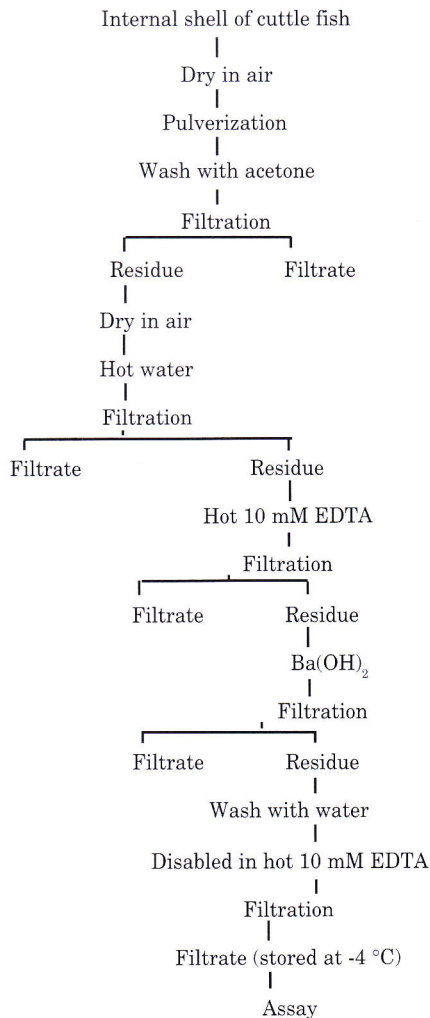 Internal shell of cuttle fish
Dry in air
Pulverization
Wash with acetone
Filtration
Residue Filtrate
Dry in air
Hot water
Filtration
Filtrate Residue
Hot 10 mM EDTA
Filtration
Filtrate Residue
Ba(OH)₂
Filtration
Filtrate Residue
Wash with water
Disabled in hot 10 mM EDTA
Filtration
Filtrate (stored at -4 °C)
Assay